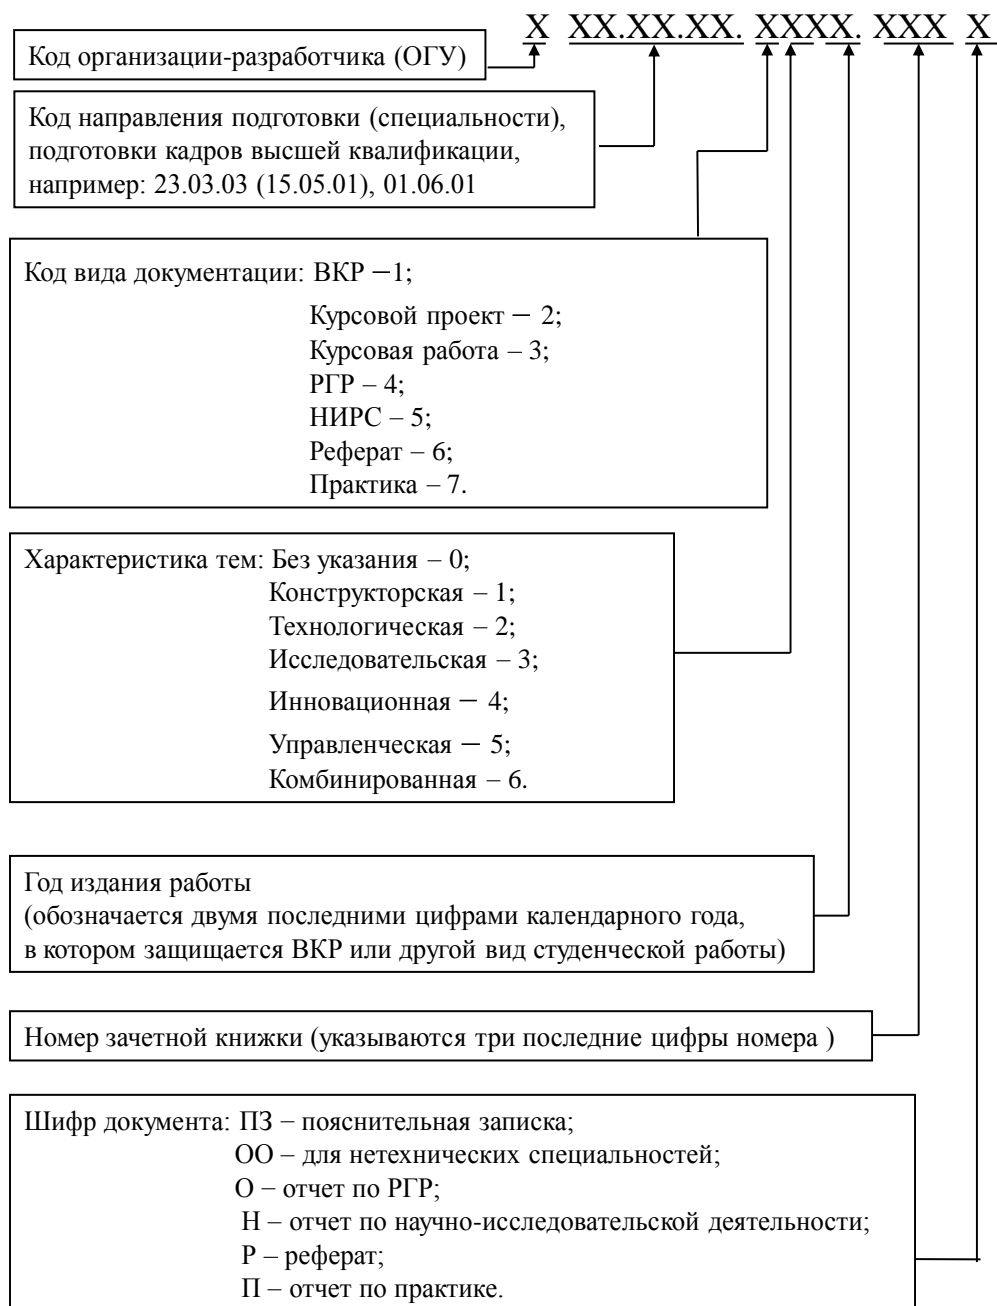 Х ХХ.ХХ.ХХ. ХХХХ. ХХХ Х
Код организации-разработчика (ОГУ)
Код направления подготовки (специальности),
подготовки кадров высшей квалификации,
например: 23.03.03 (15.05.01), 01.06.01
Код вида документации: ВКР —1;
Курсовой проект — 2;
Курсовая работа – 3;
РГР – 4;
НИРС – 5;
Реферат – 6;
Практика – 7.
Характеристика тем: Без указания – 0;
Конструкторская – 1;
Технологическая – 2;
Исследовательская – 3;
Инновационная — 4;
Управленческая — 5;
Комбинированная – 6.
Год издания работы
(обозначается двумя последними цифрами календарного года,
в котором защищается ВКР или другой вид студенческой работы)
Номер зачетной книжки (указываются три последние цифры номера )
Шифр документа: ПЗ – пояснительная записка;
ОО – для нетехнических специальностей;
О – отчет по РГР;
Н – отчет по научно-исследовательской деятельности;
Р – реферат;
П – отчет по практике.